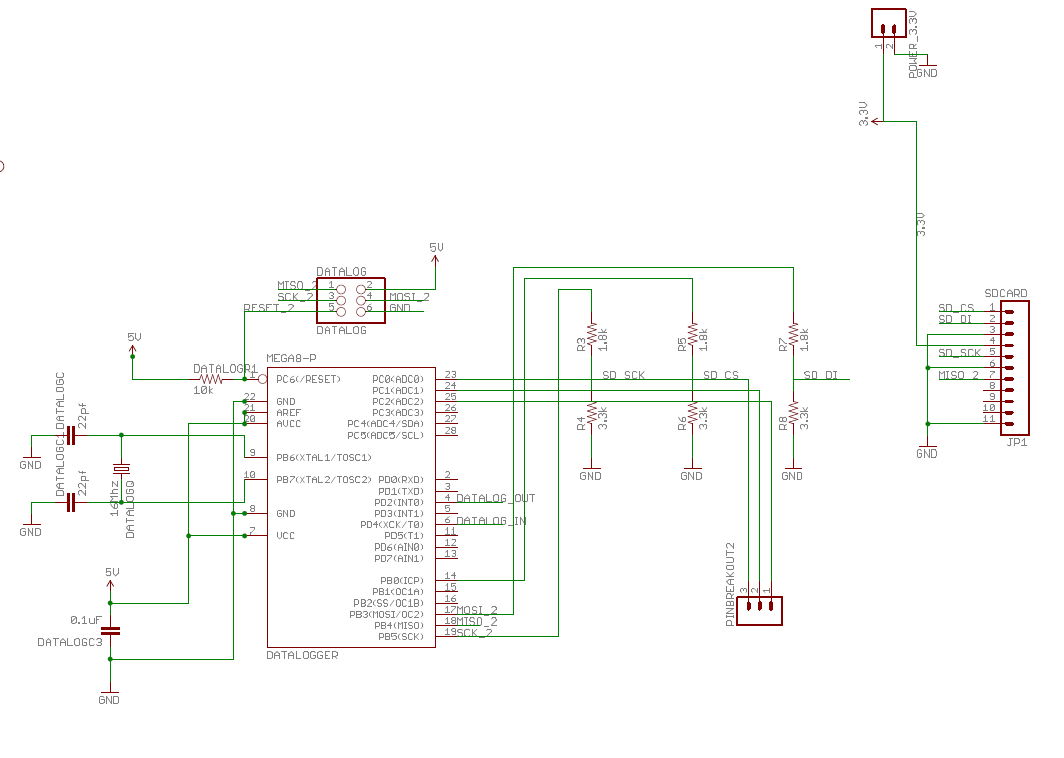 POWER_3.3V
1
2
GND
3.3V
3.3V
5V
DATALOG
MISO_2 1 2
SCK_2 3 4 MOSI_2
RESET_2 5 6 GND
DATALOG
5V
DATALOGR1
10k
MEGA8-P
1 PC6(/RESET) PC0(ADC0) 23
PC1(ADC1) 24
22 GND PC2(ADC2) 25
21 AREF PC3(ADC3) 26
20 AVCC PC4(ADC4/SDA) 27
PC5(ADC5/SCL) 28
9 PB6(XTAL1/TOSC1)
10 PB7(XTAL2/TOSC2) PD0(RXD) 2
PD1(TXD) 3
PD2(INT0) 4 DATALOG_OUT
8 GND PD3(INT1) 5
PD4(XCK/T0) 6 DATALOG_IN
7 VCC PD5(T1) 11
PD6(AIN0) 12
PD7(AIN1) 13
PB0(ICP) 14
PB1(OC1A) 15
PB2(SS/OC1B) 16
PB3(MOSI/OC2) 17 MOSI_2
PB4(MISO) 18 MISO_2
PB5(SCK) 19 SCK_2
DATALOGGER
DATALOGC
22pf
GND
DATALOGC1
22pf
GND
16Mhz
DATALOGQ
5V
0.1uF
DATALOGC3
GND
R3 1.8k
R5 1.8k
R7 1.8k
SD_SCK
SD_CS
SD_DI
R4 3.3k
R6 3.3k
R8 3.3k
GND
GND
GND
PINBREAKOUT2
3
2
1
SDCARD
SD_CS 1
SD_DI 2
3
4
SD_SCK 5
6
MISO_2 7
8
9
10
11
JP1
GND